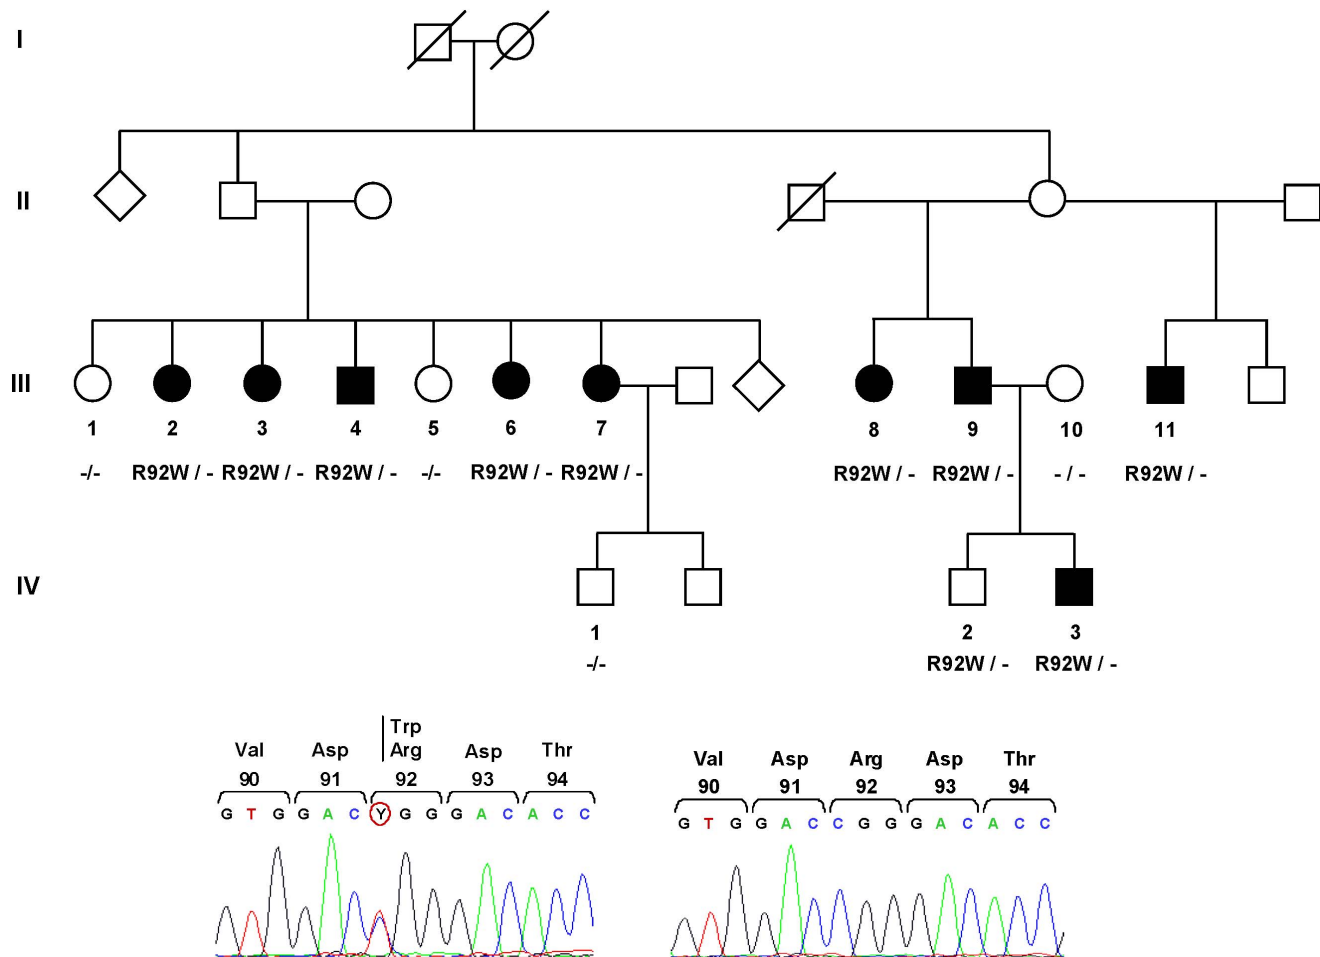 I
II
III
1 2 3 4 5 6 7 8 9 10 11
-/- R92W / - R92W / - R92W / - -/- R92W / - R92W / - R92W / - R92W / - - / - R92W / -
IV
1 2 3
-/- R92W / - R92W / -
Trp
Val Asp Arg Asp Thr
90 91 92 93 94
G T G G A C Y G G G A C A C C
Val Asp Arg Asp Thr
90 91 92 93 94
G T G G A C C G G G A C A C C